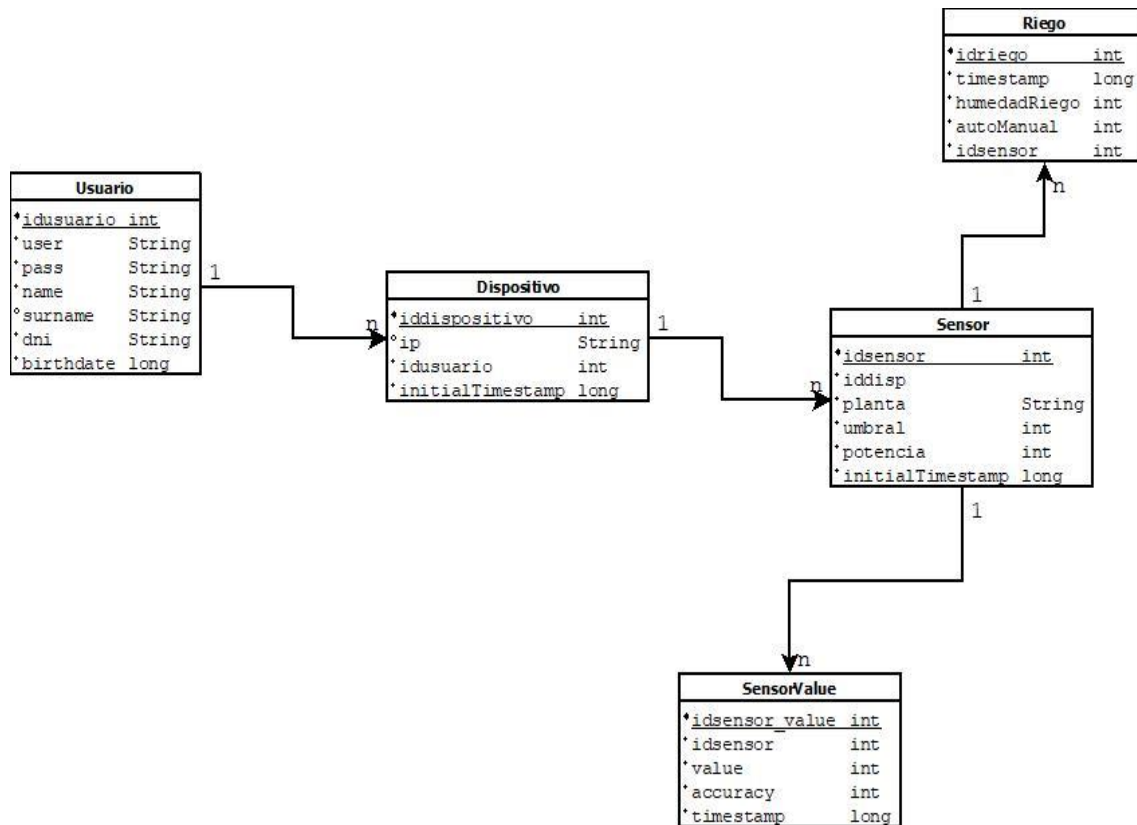 Riego
idriego int
timestamp long
humedadRiego int
autoManual int
idsensor int
n
1
Usuario
idusuario int
user String
pass String
name String
surname String
dni String
birthdate long
1
n
Dispositivo
iddispositivo int
ip String
idusuario int
initialTimestamp long
1
n
Sensor
idsensor int
iddisp
planta String
umbral int
potencia int
initialTimestamp long
1
n
SensorValue
idsensor_value int
idsensor int
value int
accuracy int
timestamp long